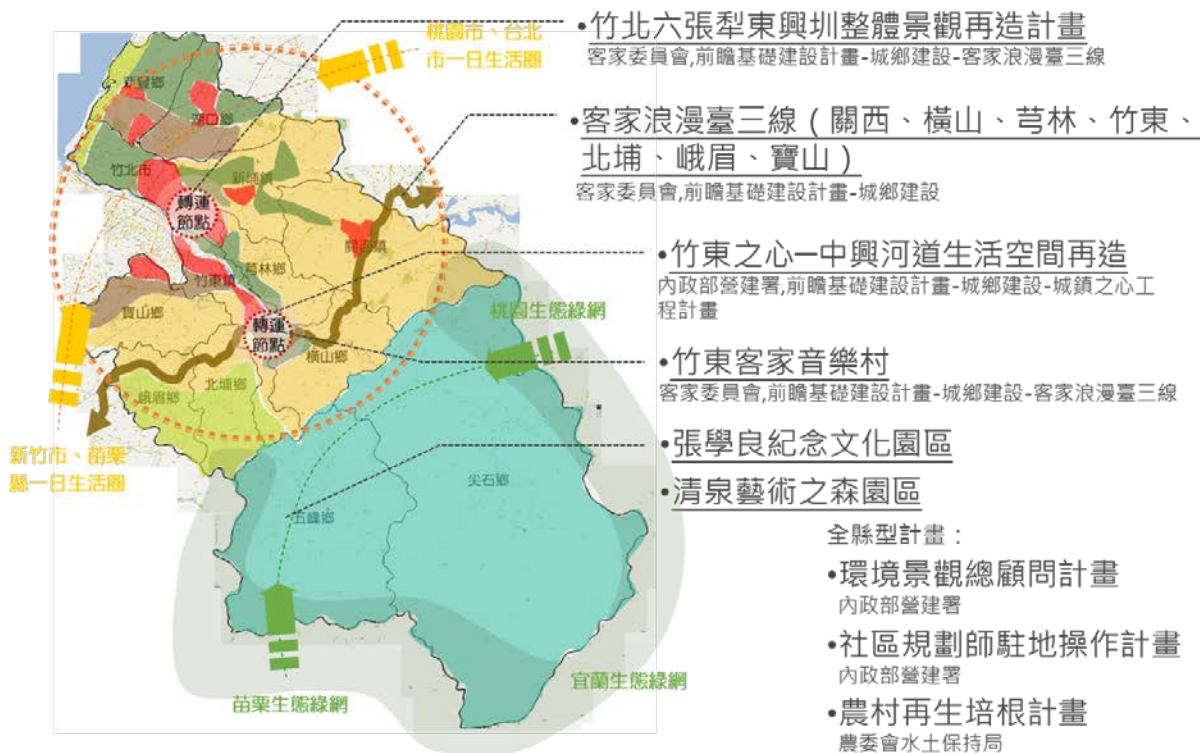 •竹北六張犁東興圳整體景觀再造計畫
客家委員會,前瞻基礎建設計畫-城鄉建設-客家浪漫臺三線
•客家浪漫臺三線(關西、橫山、芎林、竹東、
北埔、峨眉、寶山)
客家委員會,前瞻基礎建設計畫-城鄉建設
•竹東之心─中興河道生活空間再造
內政部營建署,前瞻基礎建設計畫-城鄉建設-城鎮之心工
程計畫
•竹東客家音樂村
客家委員會,前瞻基礎建設計畫-城鄉建設-客家浪漫臺三線
•張學良紀念文化園區
•清泉藝術之森園區
全縣型計畫:
•環境景觀總顧問計畫
內政部營建署
•社區規劃師駐地操作計畫
內政部營建署
•農村再生培根計畫
農委會水土保持局
桃園市、台北
市一日生活圈
新豐鄉
湖口鄉
竹北市
新埔鎮
轉運
節點
關西鎮
芎林鄉
竹東鎮
寶山鄉
轉運
節點
橫山鄉
北埔鄉
峨眉鄉
桃園生態綠網
新竹市、苗栗
縣一日生活圈
尖石鄉
五峰鄉
宜蘭生態綠網
苗栗生態綠網